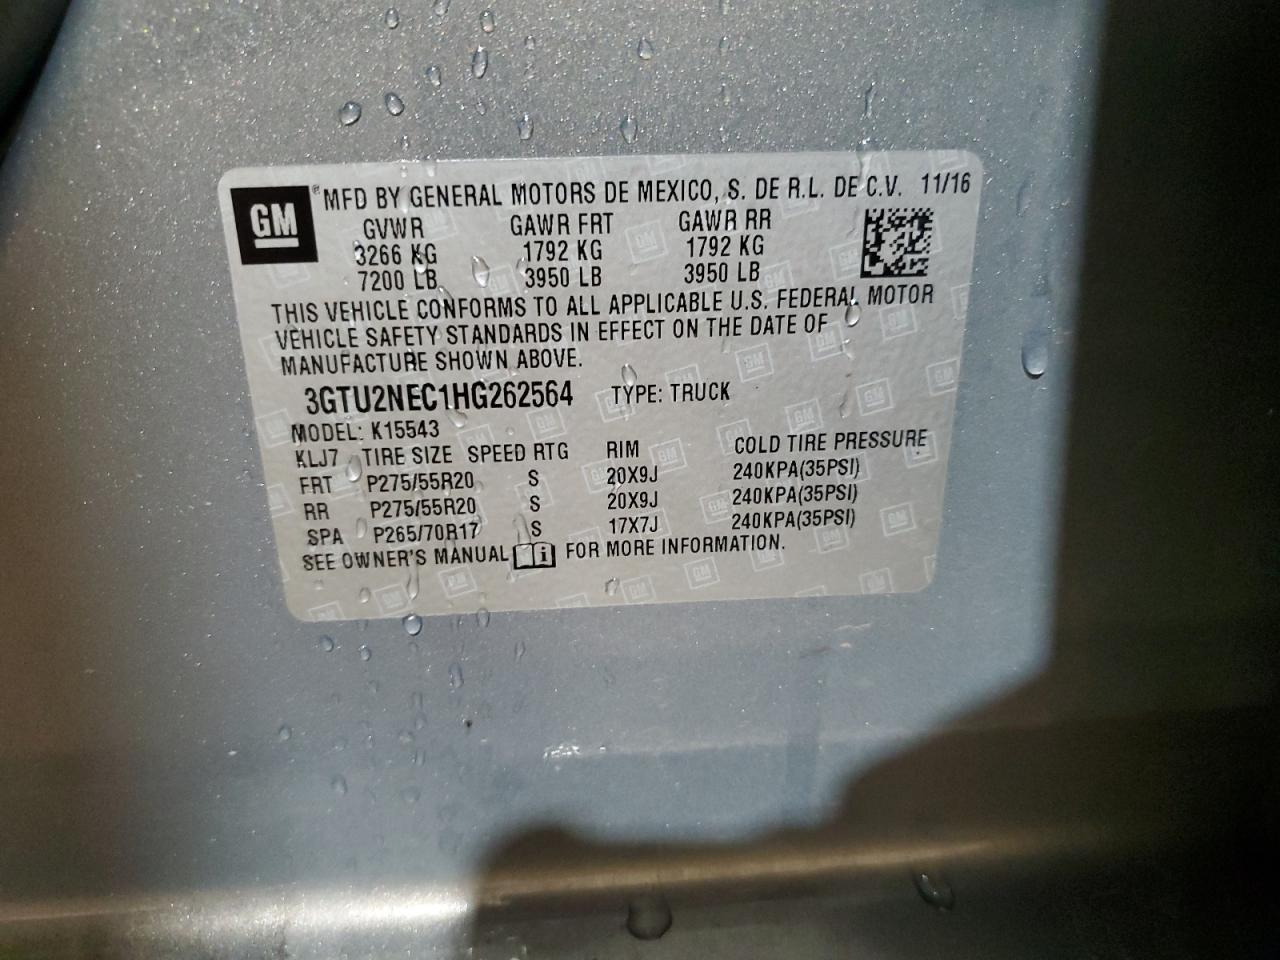 GM ® MFD BY GENERAL MOTORS DE MEXICO, S. DE R.L. DE C.V. 11/16
GVWR GAWR FRT GAWR RR
3266 KG 1792 KG 1792 KG
7200 LB 3950 LB 3950 LB
THIS VEHICLE CONFORMS TO ALL APPLICABLE U.S. FEDERAL MOTOR
VEHICLE SAFETY STANDARDS IN EFFECT ON THE DATE OF
MANUFACTURE SHOWN ABOVE.
3GTU2NEC1HG262564 TYPE: TRUCK
MODEL: K15543
KLJ7 TIRE SIZE SPEED RTG RIM COLD TIRE PRESSURE
FRT P275/55R20 S 20X9J 240KPA(35PSI)
RR P275/55R20 S 20X9J 240KPA(35PSI)
SPA P265/70R17 S 17X7J 240KPA(35PSI)
SEE OWNER'S MANUAL FOR MORE INFORMATION.